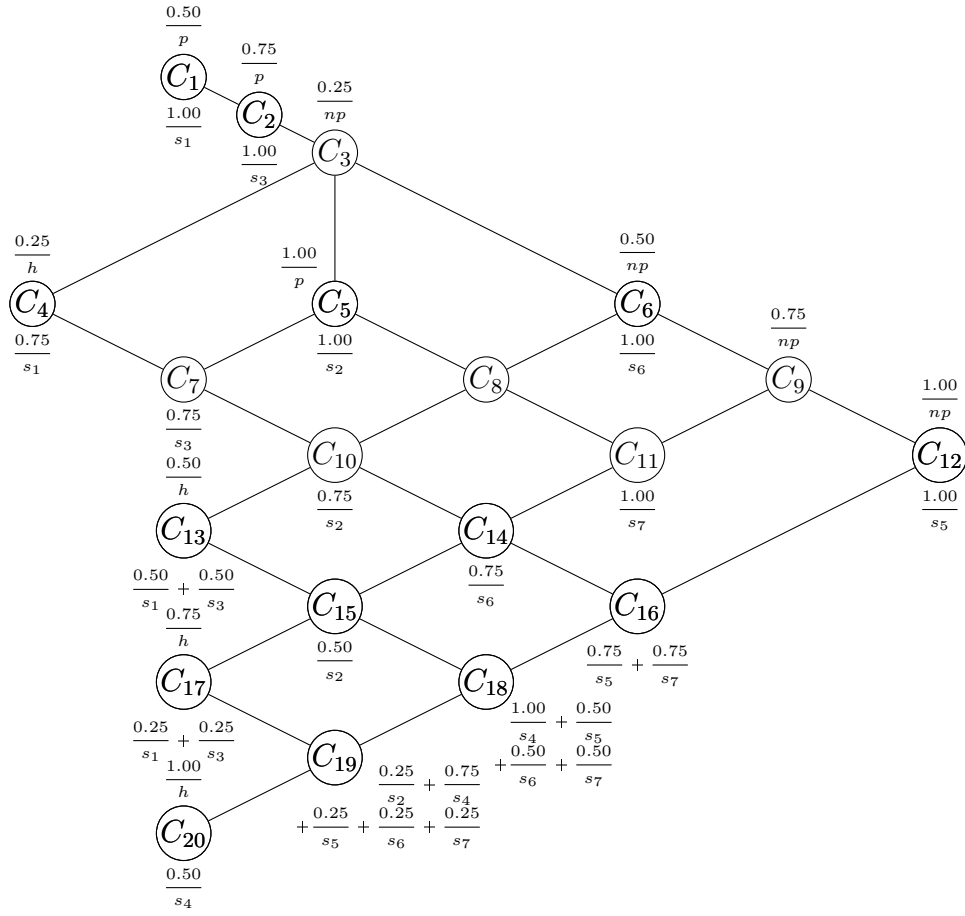 0.50/p
C1
1.00/s1
0.75/p
C2
1.00/s3
0.25/np
C3
0.25/h
C4
0.75/s1
1.00/p
C5
1.00/s2
0.50/np
C6
1.00/s6
C7
0.75/s3
C8
0.75/np
C9
C10
0.75/s2
C11
1.00/s7
1.00/np
C12
1.00/s5
0.50/h
C13
0.50/s1 + 0.50/s3
C14
0.75/s6
C15
0.50/s2
C16
0.75/s5 + 0.75/s7
0.75/h
C17
0.25/s1 + 0.25/s3
C18
1.00/s4 + 0.50/s5
+ 0.50/s6 + 0.50/s7
C19
0.25/s2 + 0.75/s4
+ 0.25/s5 + 0.25/s6 + 0.25/s7
1.00/h
C20
0.50/s4